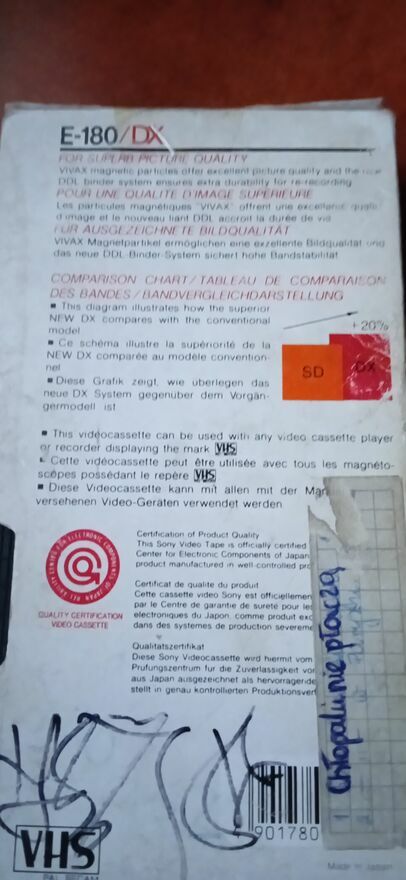 E-180/DX
FOR SUPERB PICTURE QUALITY
VIVAX magnetic particles offer excellent picture quality and the new
DDL binder system ensures extra durability for re-recording
POUR UNE QUALITE D'IMAGE SUPERIEURE
Les particules magnétiques "VIVAX" offrent une excellente qualité
d'image et le nouveau liant DDL accroit la durée de vie
FÜR AUSGEZEICHNETE BILDQUALITÄT
VIVAX Magnetpartikel ermöglichen eine exzellente Bildqualität und
das neue DDL-Binder-System sichert hohe Bandstabilität
COMPARISON CHART/TABLEAU DE COMPARAISON
DES BANDES/BANDVERGLEICHDARSTELLUNG
■ This diagram illustrates how the superior
NEW DX compares with the conventional
model
■ Ce schéma illustre la supériorité de la
NEW DX comparée au modèle convention-
nel
■ Diese Grafik zeigt, wie überlegen das
neue DX System gegenüber dem Vorgän-
germodell ist
+20%
SD
DX
■ This videocassette can be used with any video cassette player
or recorder displaying the mark VHS
■ Cette vidéocassette peut être utilisée avec tous les magnéto-
scopes possédant le repère VHS
■ Diese Videocassette kann mit allen mit der Mar
versehenen Video-Geräten verwendet werden
QUALITY CERTIFICATION
VIDEO CASSETTE
Certification of Product Quality
This Sony Video Tape is officially certified
Center for Electronic Components of Japan
product manufactured in well-controlled pro
Certificat de qualite du produit
Cette cassette video Sony est officiellemen
par le Centre de garantie de sureté pour le
electroniques du Japon, comme produit exc
dans des systemes de production severeme
Qualitatszertifikat
Diese Sony Videocassette wird hiermit vom
Prufungszentrum für die Zuverlassigkeit vor
aus Japan ausgezeichnet als hervorragende
stellt in genau kontrollierten Produktionsverf
Chłopaki nie płaczą
4 901780
VHS
PAL SECAM
Made in Japan